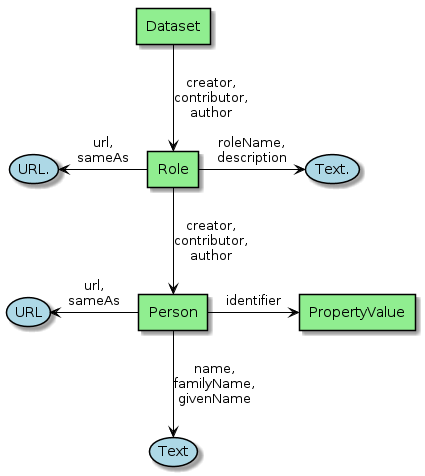 Dataset
creator,
contributor,
author
url,
sameAs
roleName,
description
URL.
Role
Text.
creator,
contributor,
author
url,
sameAs
identifier
URL
Person
PropertyValue
name,
familyName,
givenName
Text